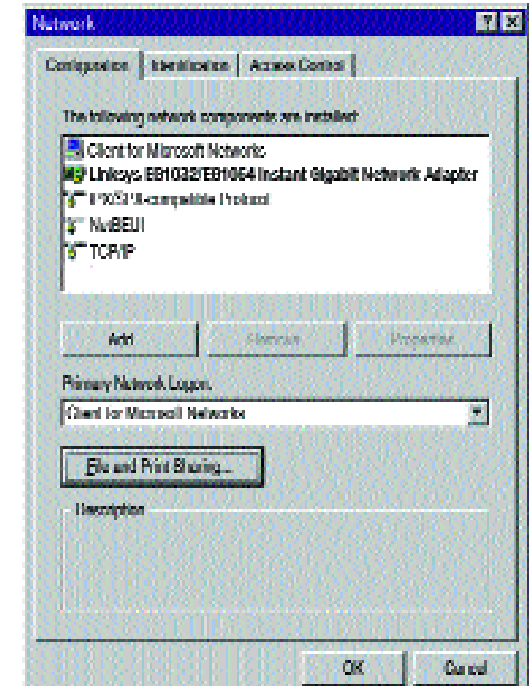 Network
Configuration Identification Access Control
The following network components are installed:
Client for Microsoft Networks
Linksys EG1032/EG1064 Instant Gigabit Network Adapter
IPX/SPX-compatible Protocol
NetBEUI
TCP/IP
Add... Remove Properties
Primary Network Logon:
Client for Microsoft Networks
File and Print Sharing...
Description
OK Cancel